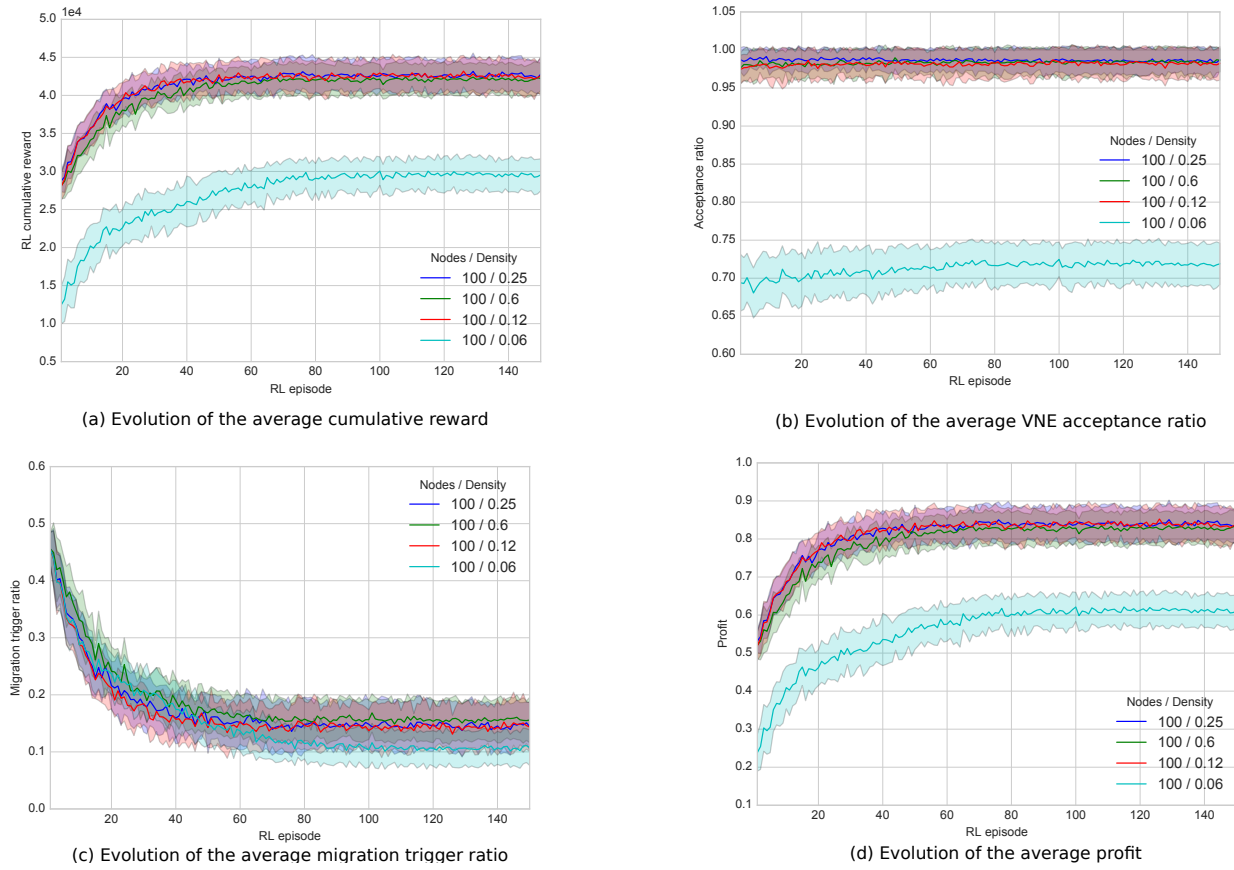 1e4
5.0
4.5
4.0
3.5
3.0
2.5
2.0
1.5
1.0
0.5
RL cumulative reward
Nodes / Density
100 / 0.25
100 / 0.6
100 / 0.12
100 / 0.06
20 40 60 80 100 120 140
RL episode
(a) Evolution of the average cumulative reward
1.05
1.00
0.95
0.90
0.85
0.80
0.75
0.70
0.65
0.60
Acceptance ratio
Nodes / Density
100 / 0.25
100 / 0.6
100 / 0.12
100 / 0.06
20 40 60 80 100 120 140
RL episode
(b) Evolution of the average VNE acceptance ratio
0.6
0.5
0.4
0.3
0.2
0.1
0.0
Migration trigger ratio
Nodes / Density
100 / 0.25
100 / 0.6
100 / 0.12
100 / 0.06
20 40 60 80 100 120 140
RL episode
(c) Evolution of the average migration trigger ratio
1.0
0.9
0.8
0.7
0.6
0.5
0.4
0.3
0.2
0.1
Profit
Nodes / Density
100 / 0.25
100 / 0.6
100 / 0.12
100 / 0.06
20 40 60 80 100 120 140
RL episode
(d) Evolution of the average profit